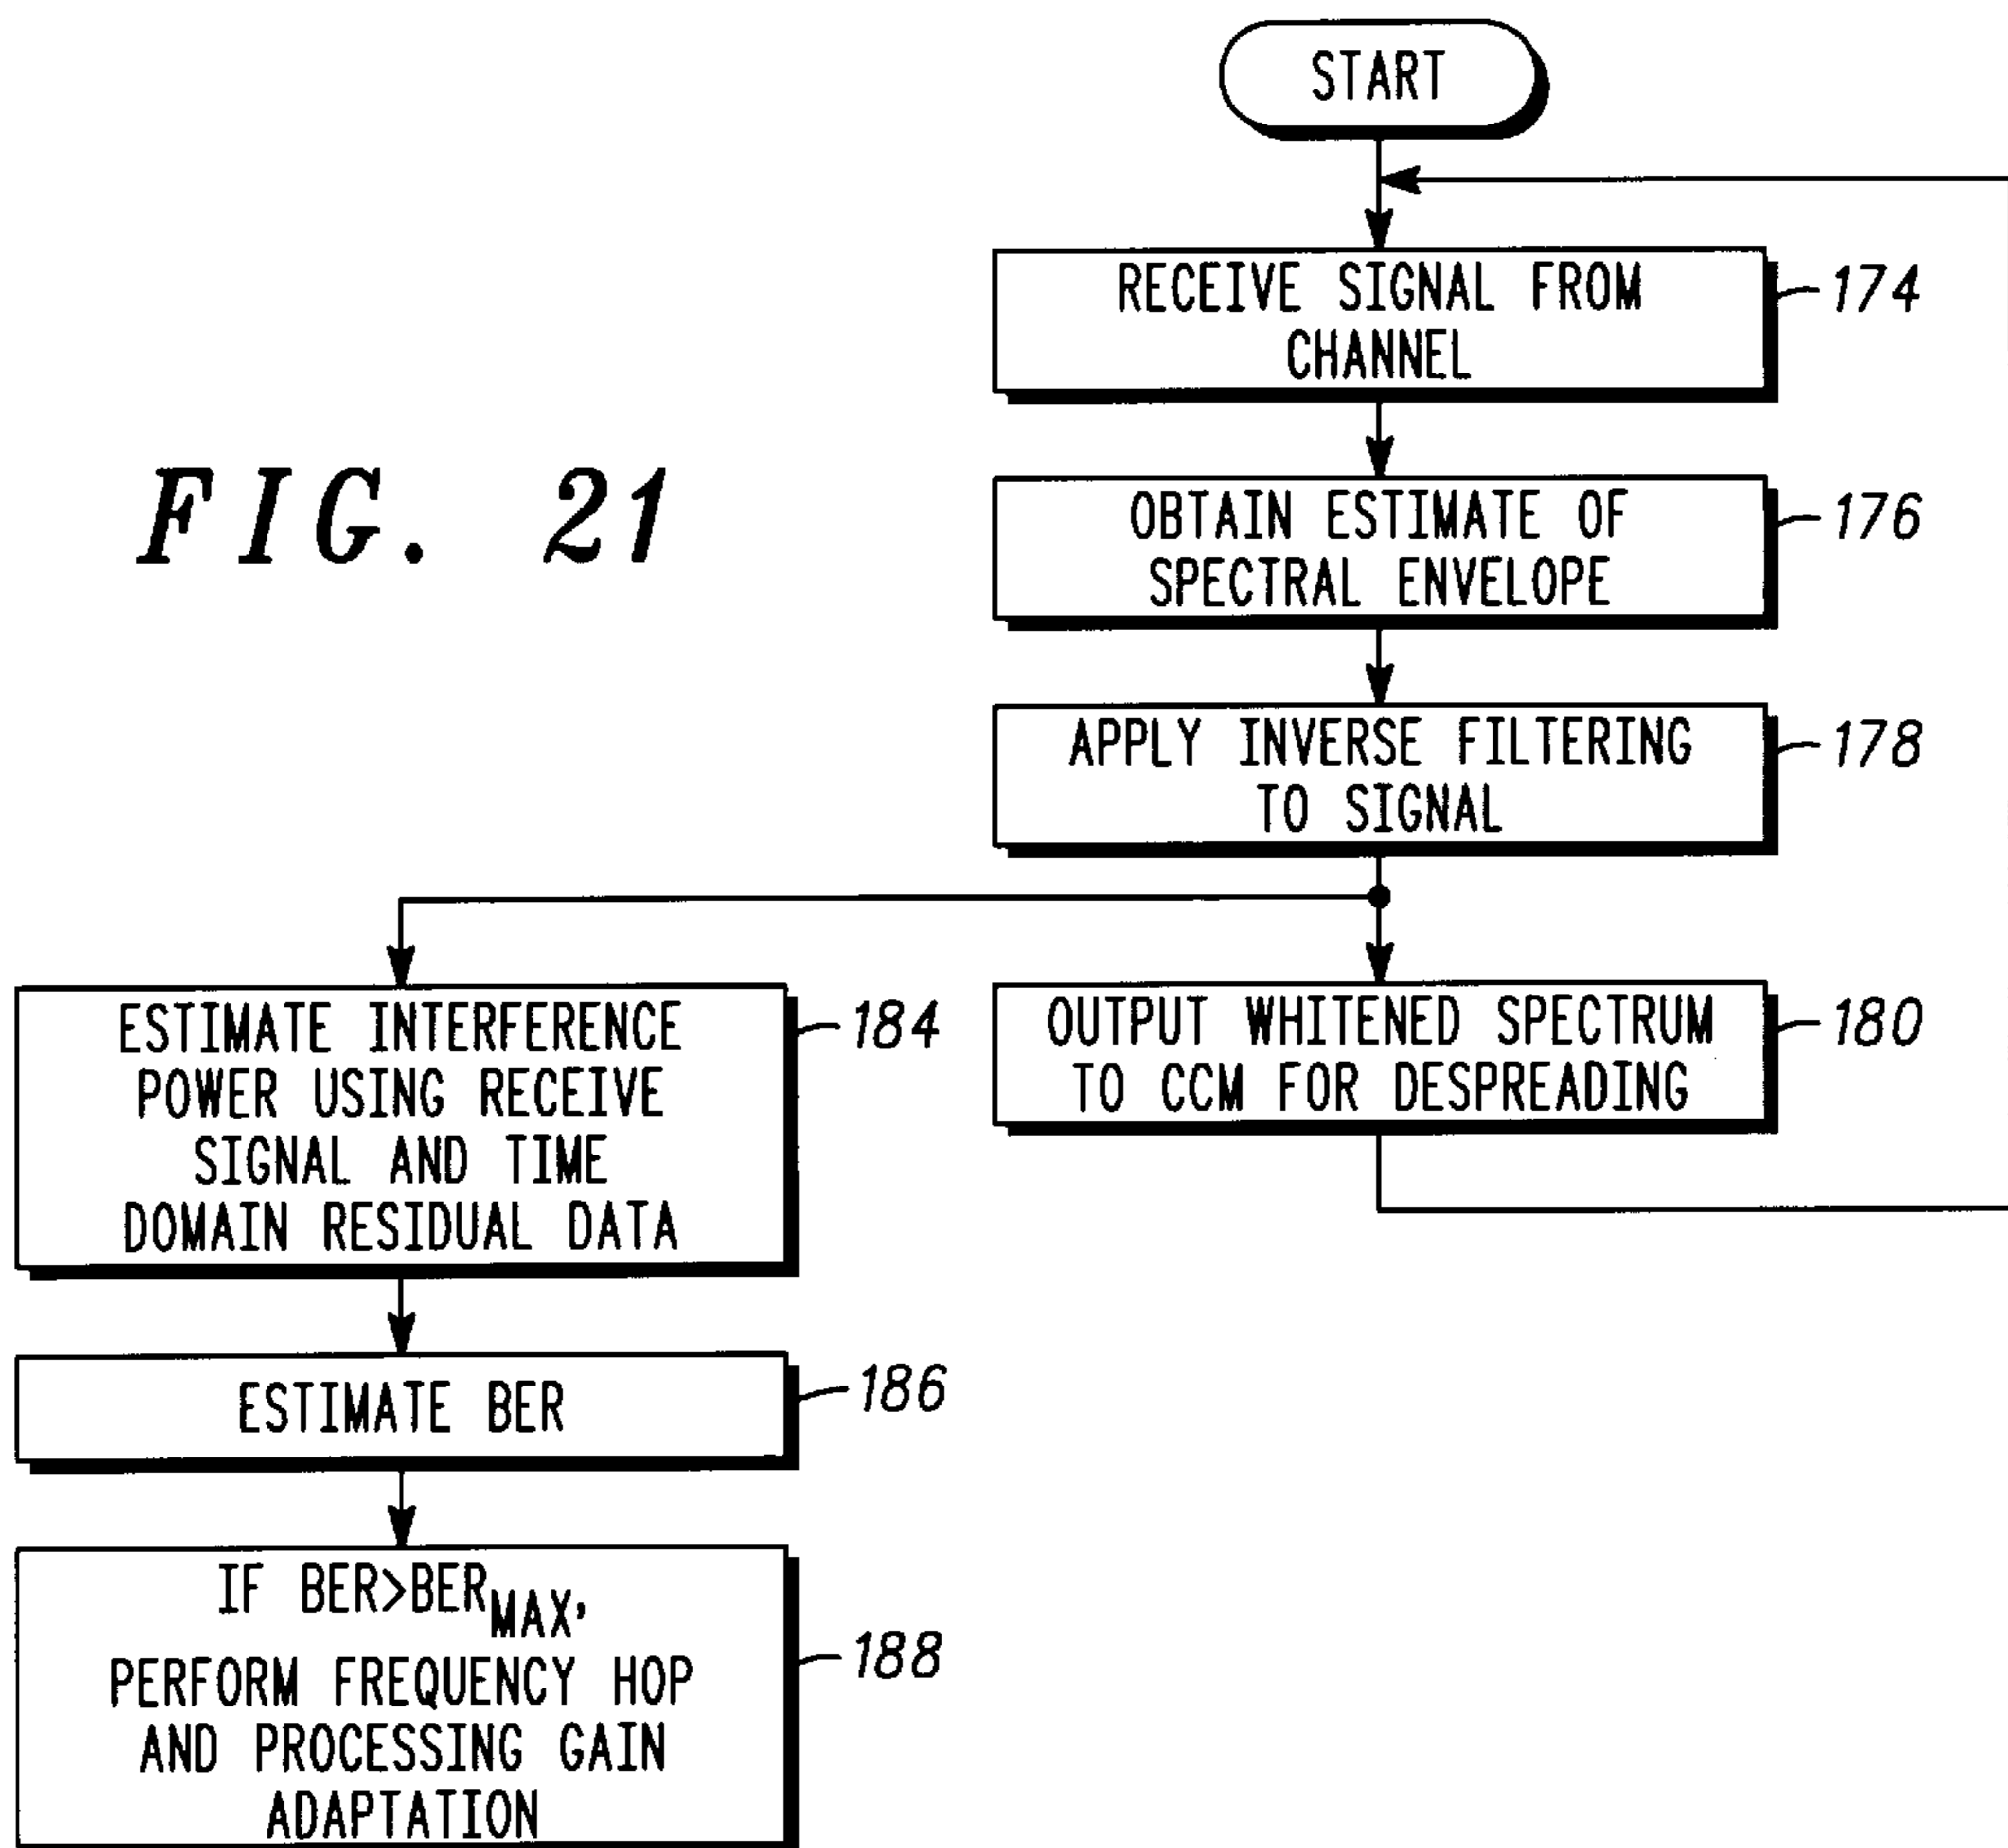 START
RECEIVE SIGNAL FROM
CHANNEL
174
FIG. 21
OBTAIN ESTIMATE OF
SPECTRAL ENVELOPE
176
APPLY INVERSE FILTERING
TO SIGNAL
178
ESTIMATE INTERFERENCE
POWER USING RECEIVE
SIGNAL AND TIME
DOMAIN RESIDUAL DATA
184
OUTPUT WHITENED SPECTRUM
TO CCM FOR DESPREADING
180
ESTIMATE BER
186
IF BER>BERMAX,
PERFORM FREQUENCY HOP
AND PROCESSING GAIN
ADAPTATION
188